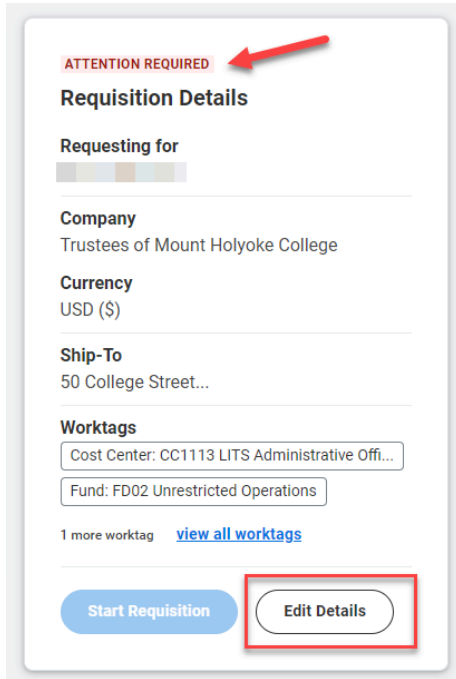 ATTENTION REQUIRED
Requisition Details
Requesting for
Company
Trustees of Mount Holyoke College
Currency
USD ($)
Ship-To
50 College Street...
Worktags
Cost Center: CC1113 LITS Administrative Offi...
Fund: FD02 Unrestricted Operations
1 more worktag view all worktags
Start Requisition Edit Details